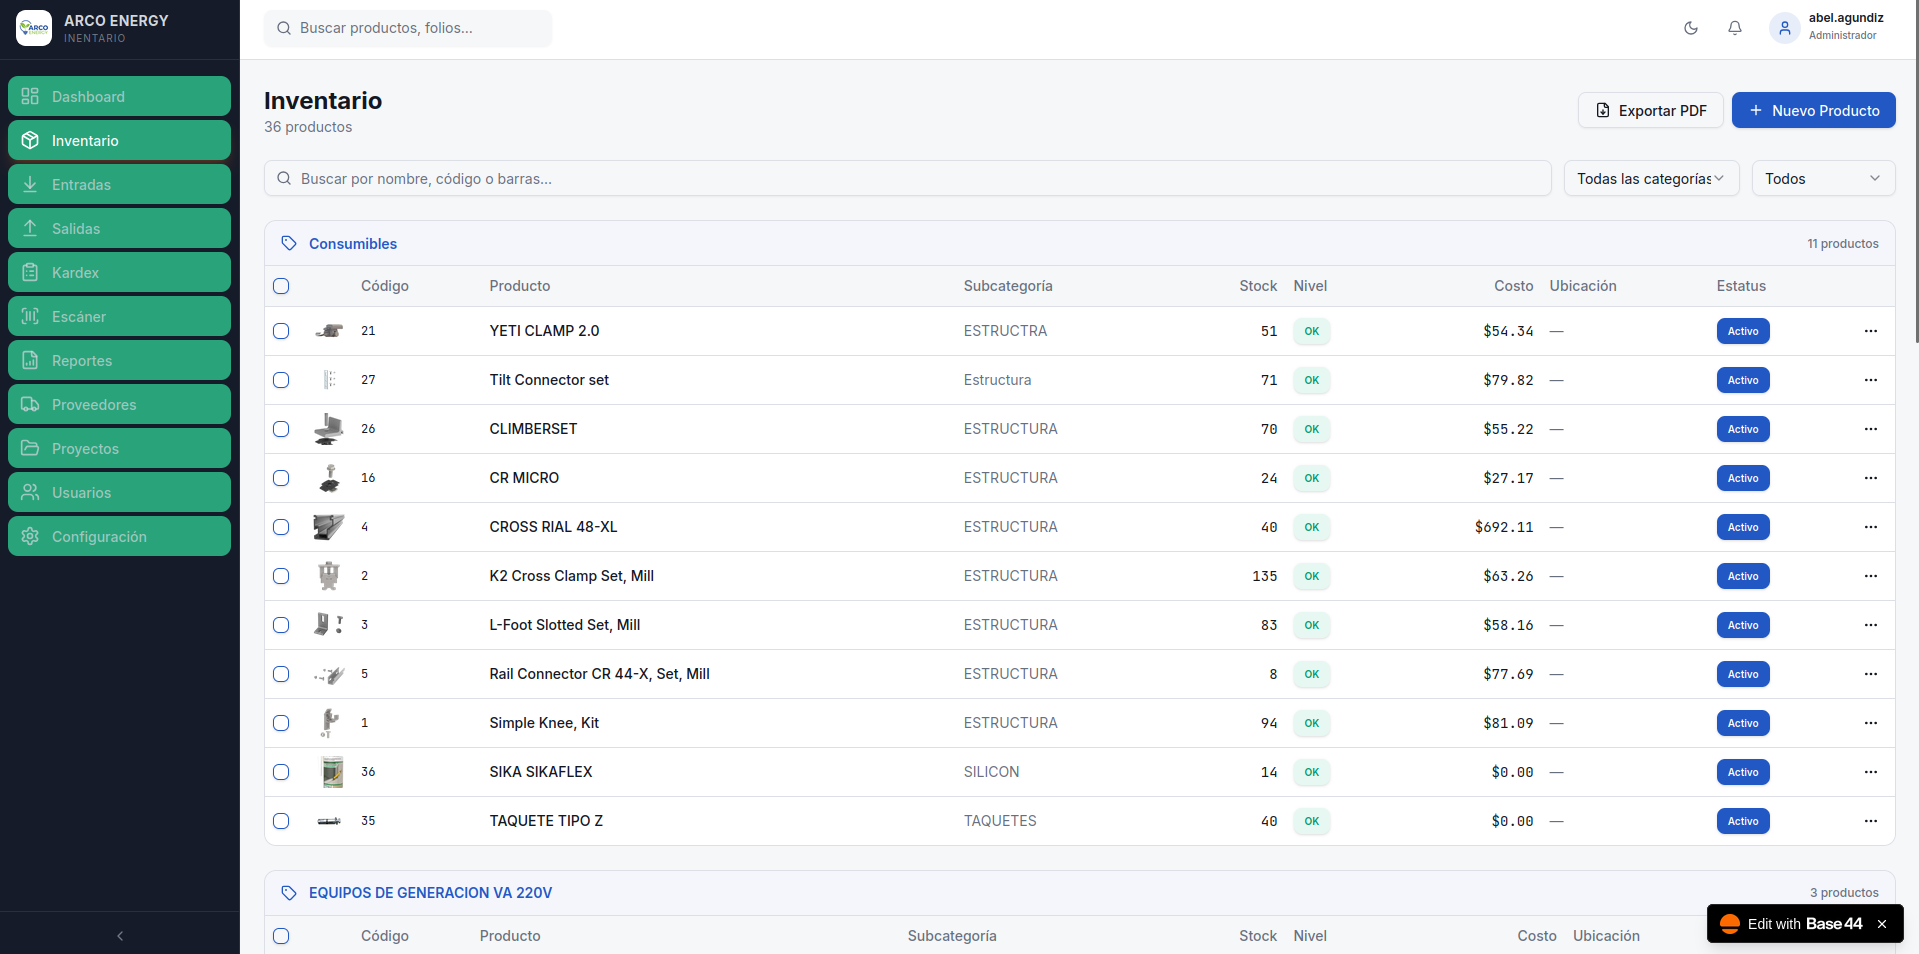 ARCO ENERGY
INENTARIO
Dashboard
Inventario
Entradas
Salidas
Kardex
Escáner
Reportes
Proveedores
Proyectos
Usuarios
Configuración
Buscar productos, folios...
abel.agundiz
Administrador
Inventario
36 productos
Exportar PDF
Nuevo Producto
Buscar por nombre, código o barras...
Todas las categorías
Todos
Consumibles 11 productos
Código Producto Subcategoría Stock Nivel Costo Ubicación Estatus
21 YETI CLAMP 2.0 ESTRUCTRA 51 OK $54.34 — Activo
27 Tilt Connector set Estructura 71 OK $79.82 — Activo
26 CLIMBERSET ESTRUCTURA 70 OK $55.22 — Activo
16 CR MICRO ESTRUCTURA 24 OK $27.17 — Activo
4 CROSS RIAL 48-XL ESTRUCTURA 40 OK $692.11 — Activo
2 K2 Cross Clamp Set, Mill ESTRUCTURA 135 OK $63.26 — Activo
3 L-Foot Slotted Set, Mill ESTRUCTURA 83 OK $58.16 — Activo
5 Rail Connector CR 44-X, Set, Mill ESTRUCTURA 8 OK $77.69 — Activo
1 Simple Knee, Kit ESTRUCTURA 94 OK $81.09 — Activo
36 SIKA SIKAFLEX SILICON 14 OK $0.00 — Activo
35 TAQUETE TIPO Z TAQUETES 40 OK $0.00 — Activo
EQUIPOS DE GENERACION VA 220V 3 productos
Código Producto Subcategoría Stock Nivel Costo Ubicación
Edit with Base44